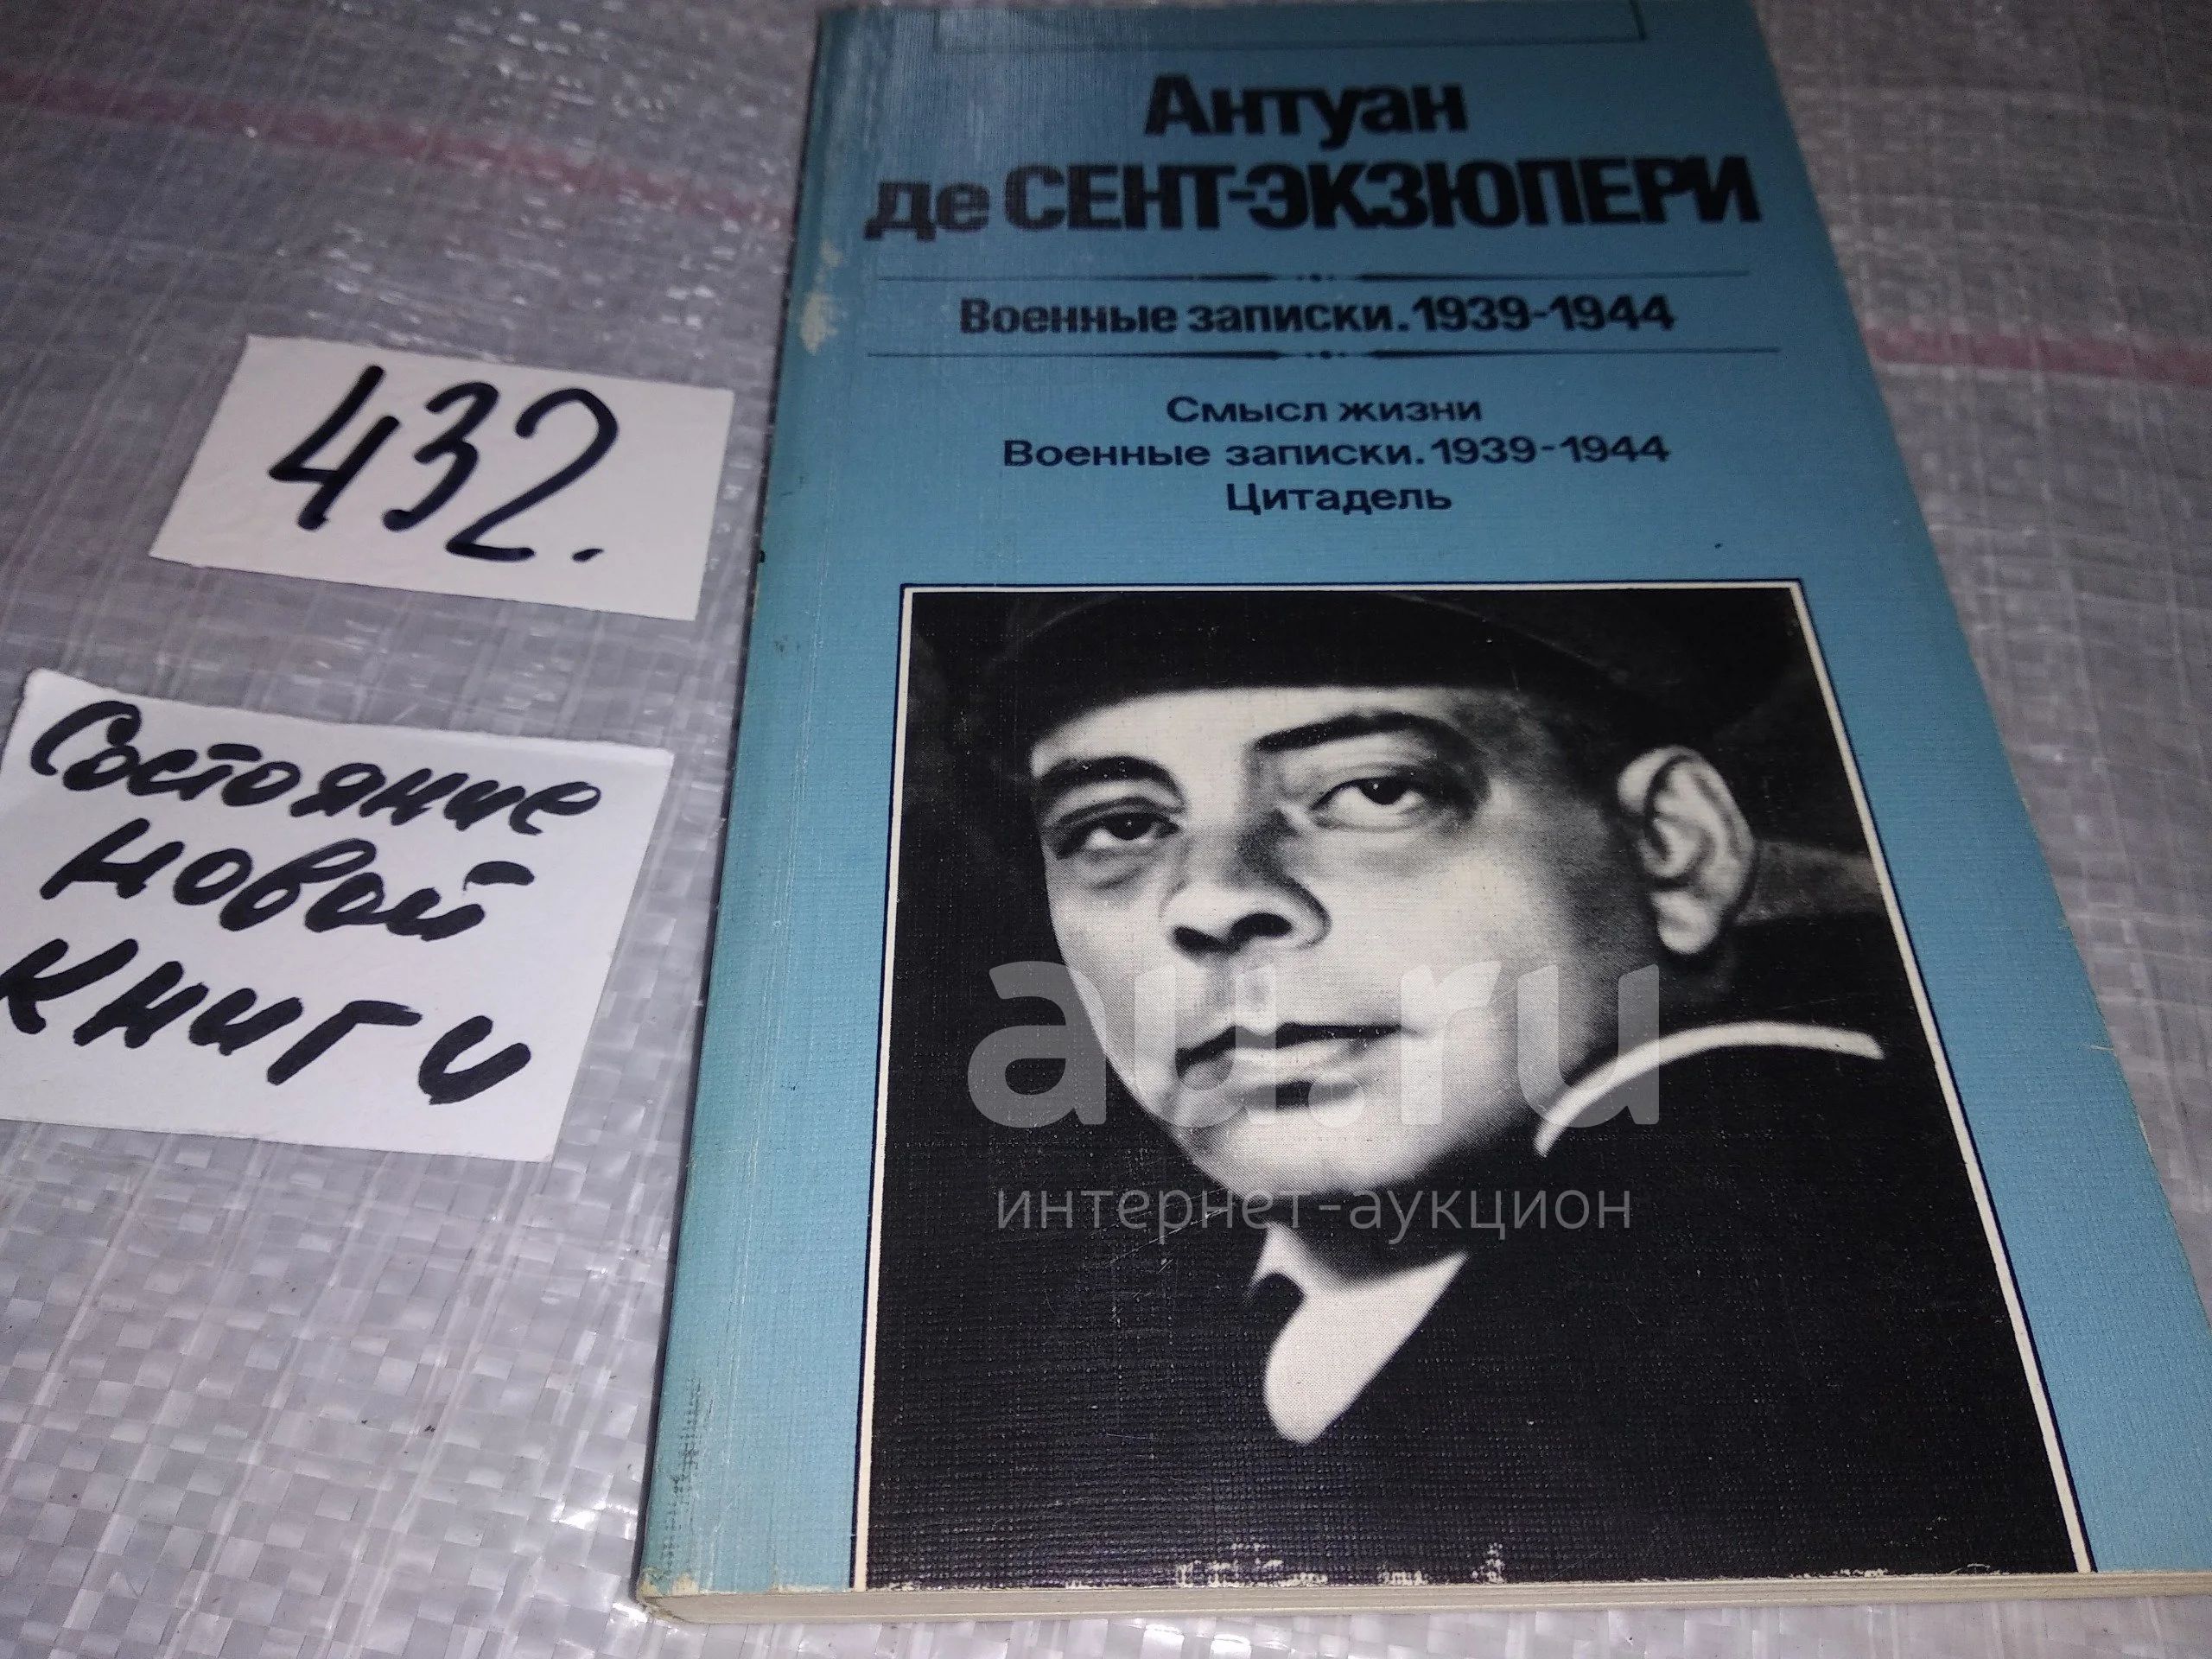 Антуан
де СЕНТ-ЭКЗЮПЕРИ
Военные записки. 1939-1944
Смысл жизни
Военные записки. 1939-1944
Цитадель
432.
Состояние
новой
книги
au.ru
интернет-аукцион